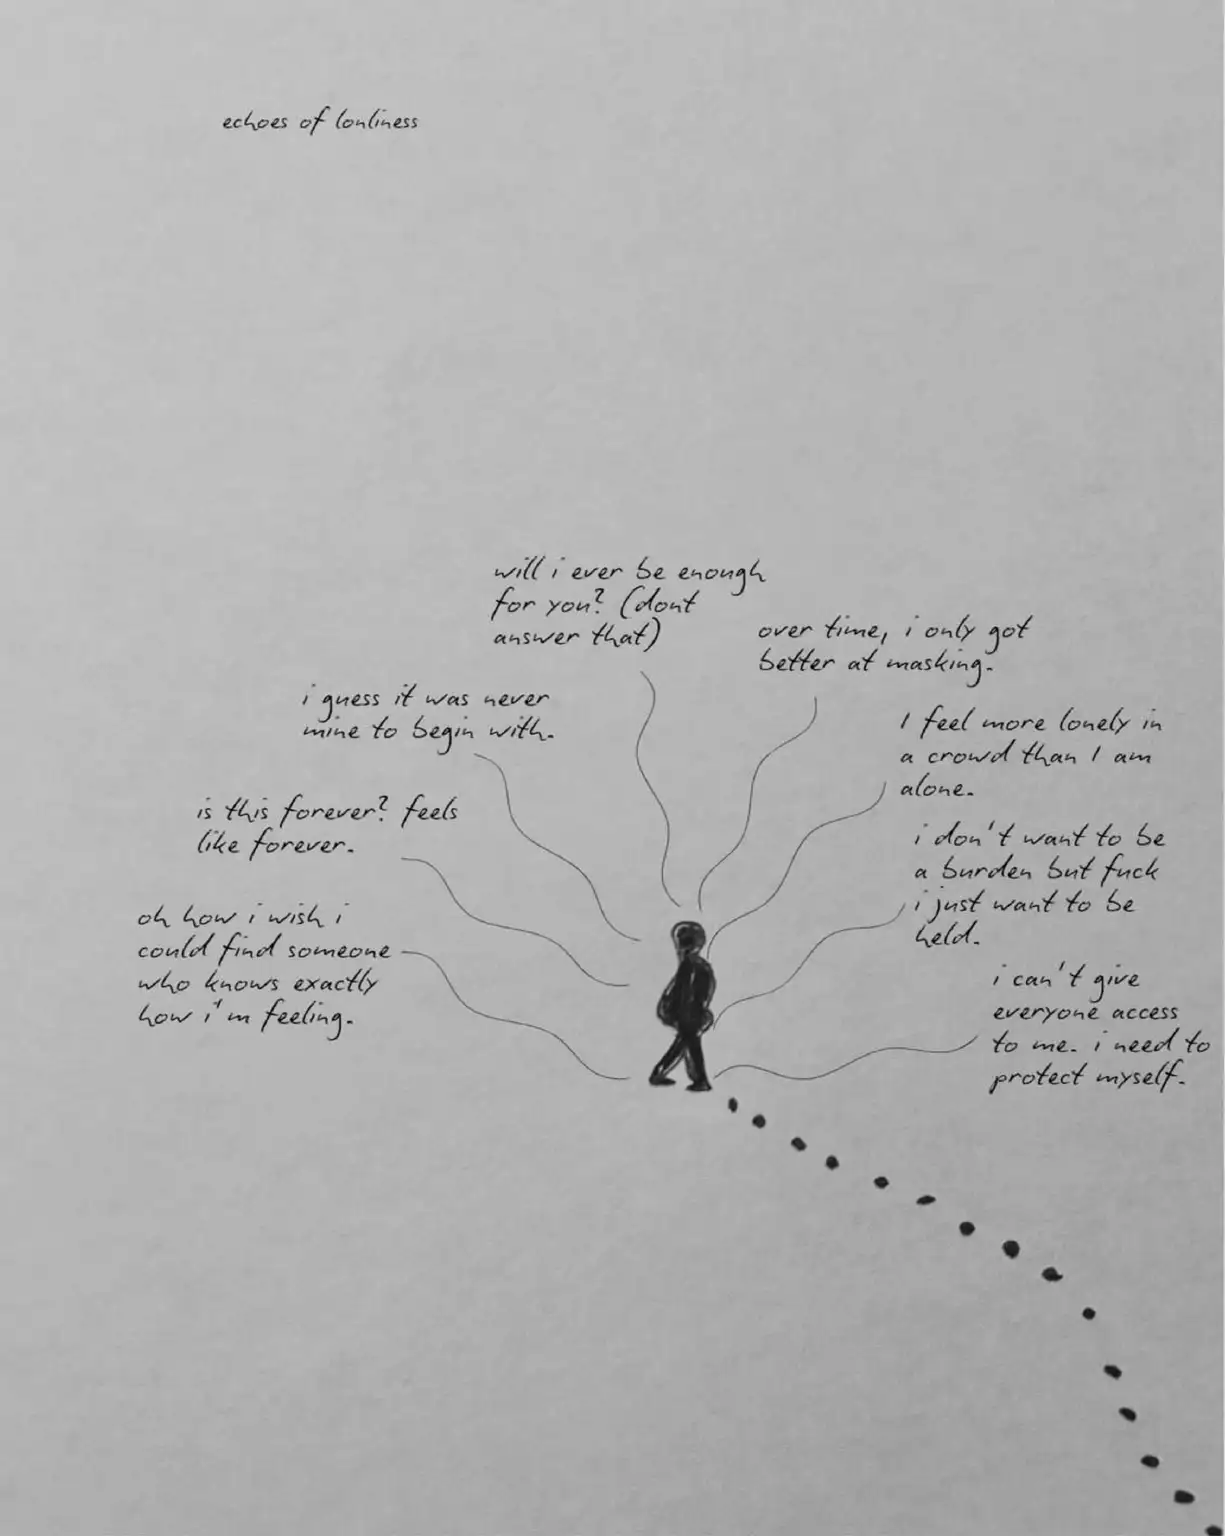 echoes of lonliness
will i ever be enough
for you? (dont
answer that)
over time, i only got
better at masking.
i guess it was never
mine to begin with.
I feel more lonely in
a crowd than I am
alone.
is this forever? feels
like forever.
i don't want to be
a burden but fuck
i just want to be
held.
oh how i wish i
could find someone
who knows exactly
how i'm feeling.
i can't give
everyone access
to me. i need to
protect myself.